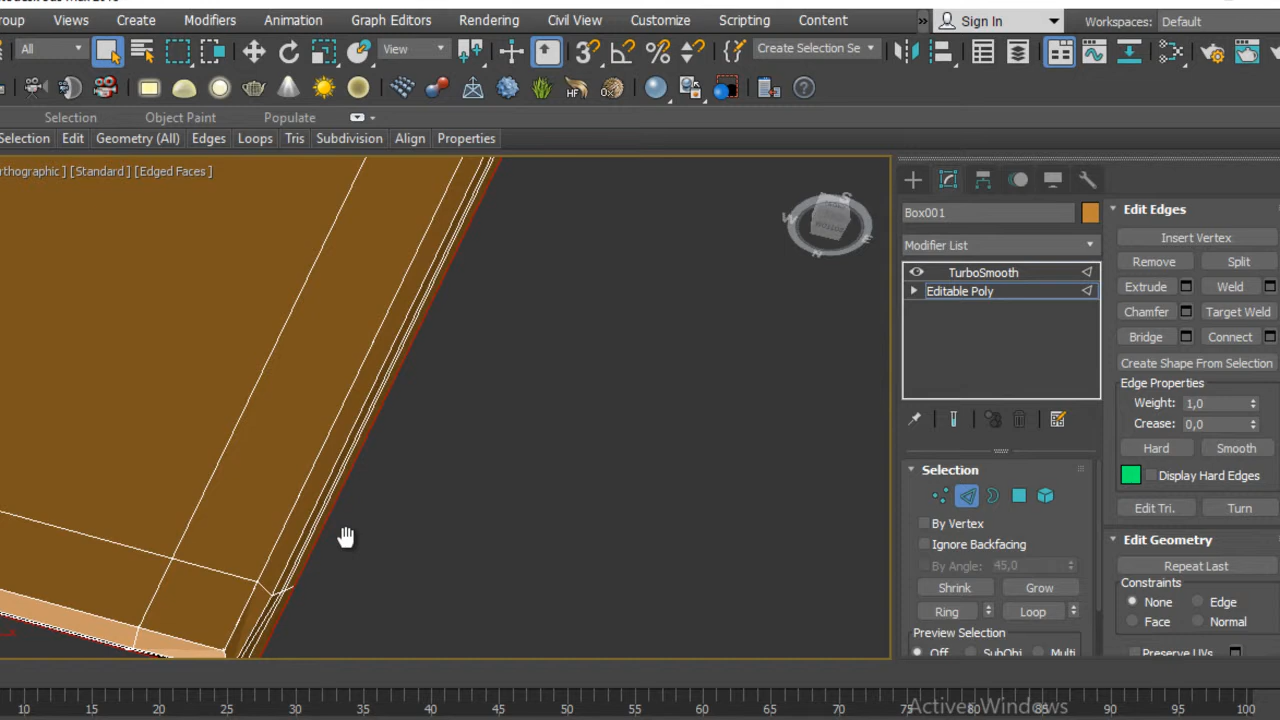 roup Views Create Modifiers Animation Graph Editors Rendering Civil View Customize Scripting Content » Sign In Workspaces: Default
All View Create Selection Se
Selection Object Paint Populate
Selection Edit Geometry (All) Edges Loops Tris Subdivision Align Properties
rthographic ] [Standard ] [Edged Faces ]
S
W
E
N
BOTTOM
Box001
Modifier List
TurboSmooth
Editable Poly
Selection
By Vertex
Ignore Backfacing
By Angle: 45,0
Shrink Grow
Ring Loop
Preview Selection
Off SubObj Multi
Edit Edges
Insert Vertex
Remove Split
Extrude Weld
Chamfer Target Weld
Bridge Connect
Create Shape From Selection
Edge Properties
Weight: 1,0
Crease: 0,0
Hard Smooth
Display Hard Edges
Edit Tri. Turn
Edit Geometry
Repeat Last
Constraints
None Edge
Face Normal
Preserve UVs
Activer Windows
10 15 20 25 30 35 40 45 50 55 60 65 70 75 80 85 90 95 100